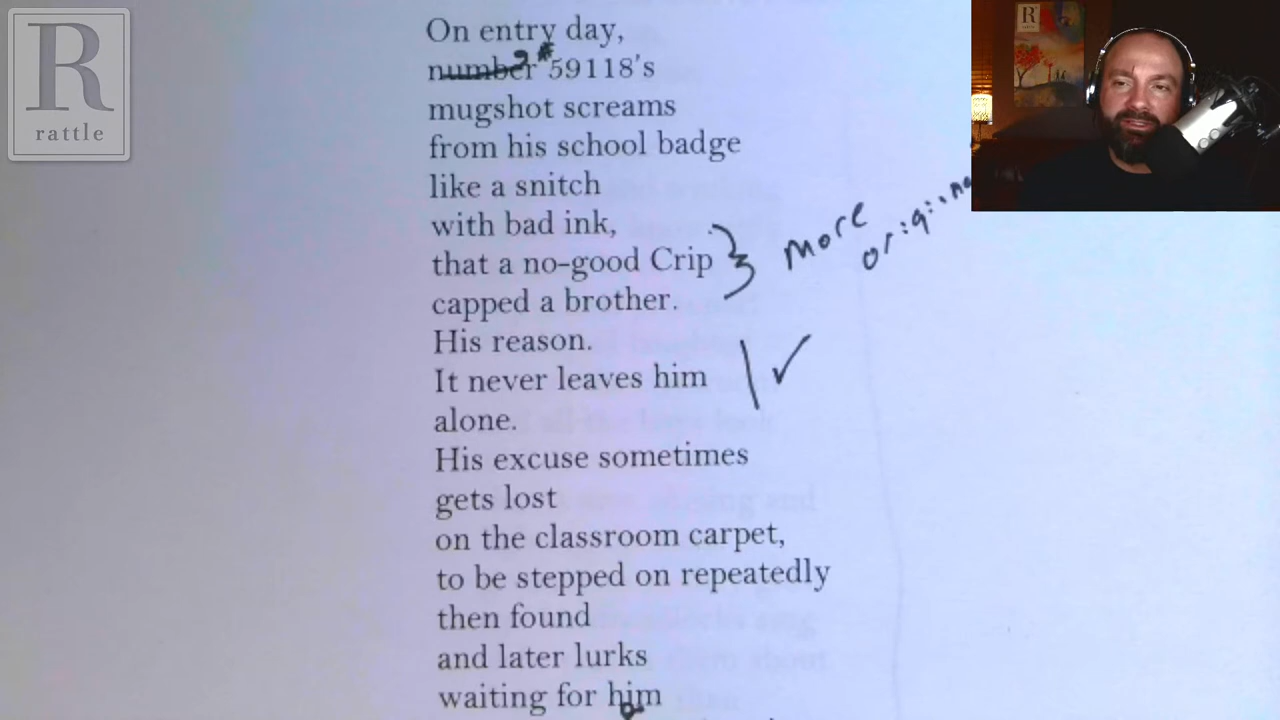 R
rattle
On entry day,
number # 59118's
mugshot screams
from his school badge
like a snitch
with bad ink,
that a no-good Crip
capped a brother.
more
His reason.
It never leaves him
alone.
His excuse sometimes
gets lost
on the classroom carpet,
to be stepped on repeatedly
then found
and later lurks
waiting for him